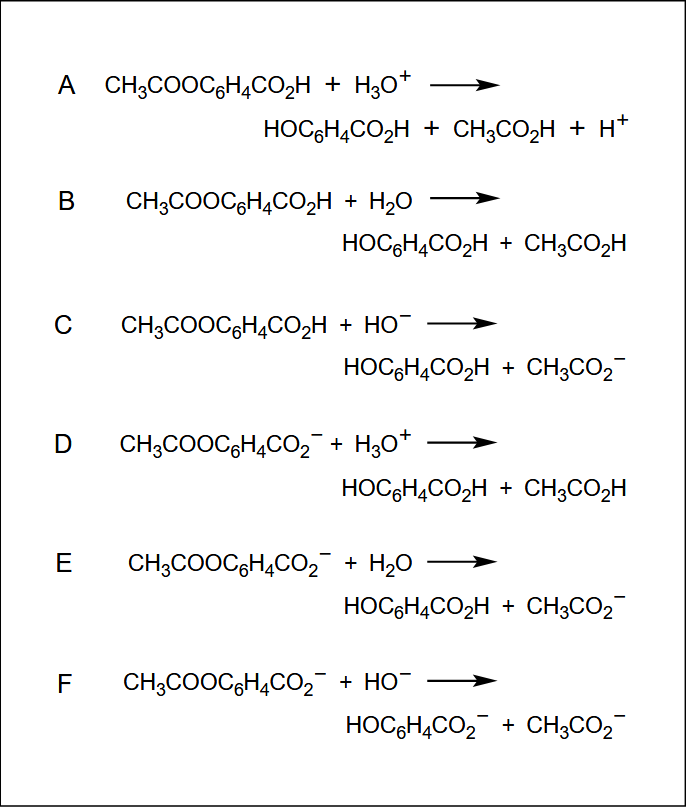 A CH₃COOC₆H₄CO₂H + H₃O⁺ ⟶
HOC₆H₄CO₂H + CH₃CO₂H + H⁺
B CH₃COOC₆H₄CO₂H + H₂O ⟶
HOC₆H₄CO₂H + CH₃CO₂H
C CH₃COOC₆H₄CO₂H + HO⁻ ⟶
HOC₆H₄CO₂H + CH₃CO₂⁻
D CH₃COOC₆H₄CO₂⁻ + H₃O⁺ ⟶
HOC₆H₄CO₂H + CH₃CO₂H
E CH₃COOC₆H₄CO₂⁻ + H₂O ⟶
HOC₆H₄CO₂H + CH₃CO₂⁻
F CH₃COOC₆H₄CO₂⁻ + HO⁻ ⟶
HOC₆H₄CO₂⁻ + CH₃CO₂⁻